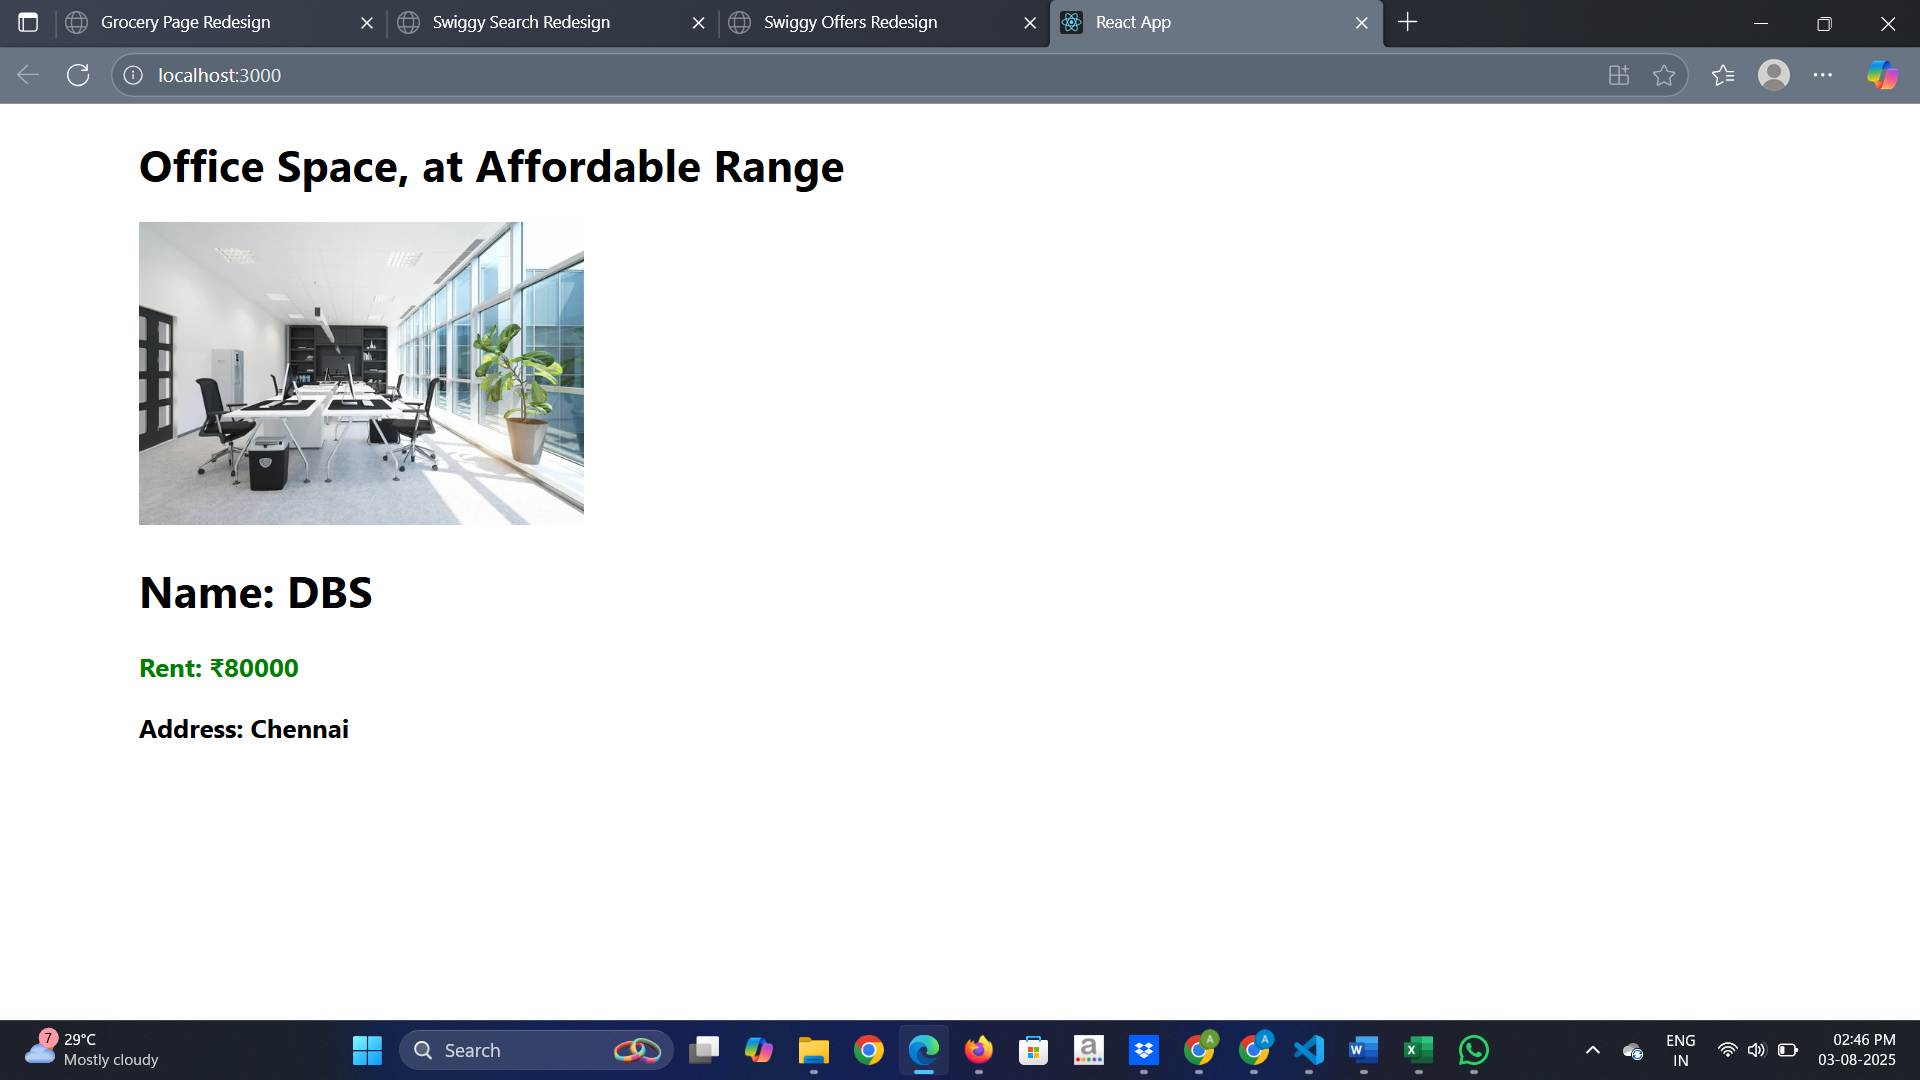 Grocery Page Redesign
Swiggy Search Redesign
Swiggy Offers Redesign
React App
localhost:3000
Office Space, at Affordable Range
Name: DBS
Rent: ₹80000
Address: Chennai
7
29°C
Mostly cloudy
Search
a
A
A
W
X
ENG
IN
02:46 PM
03-08-2025